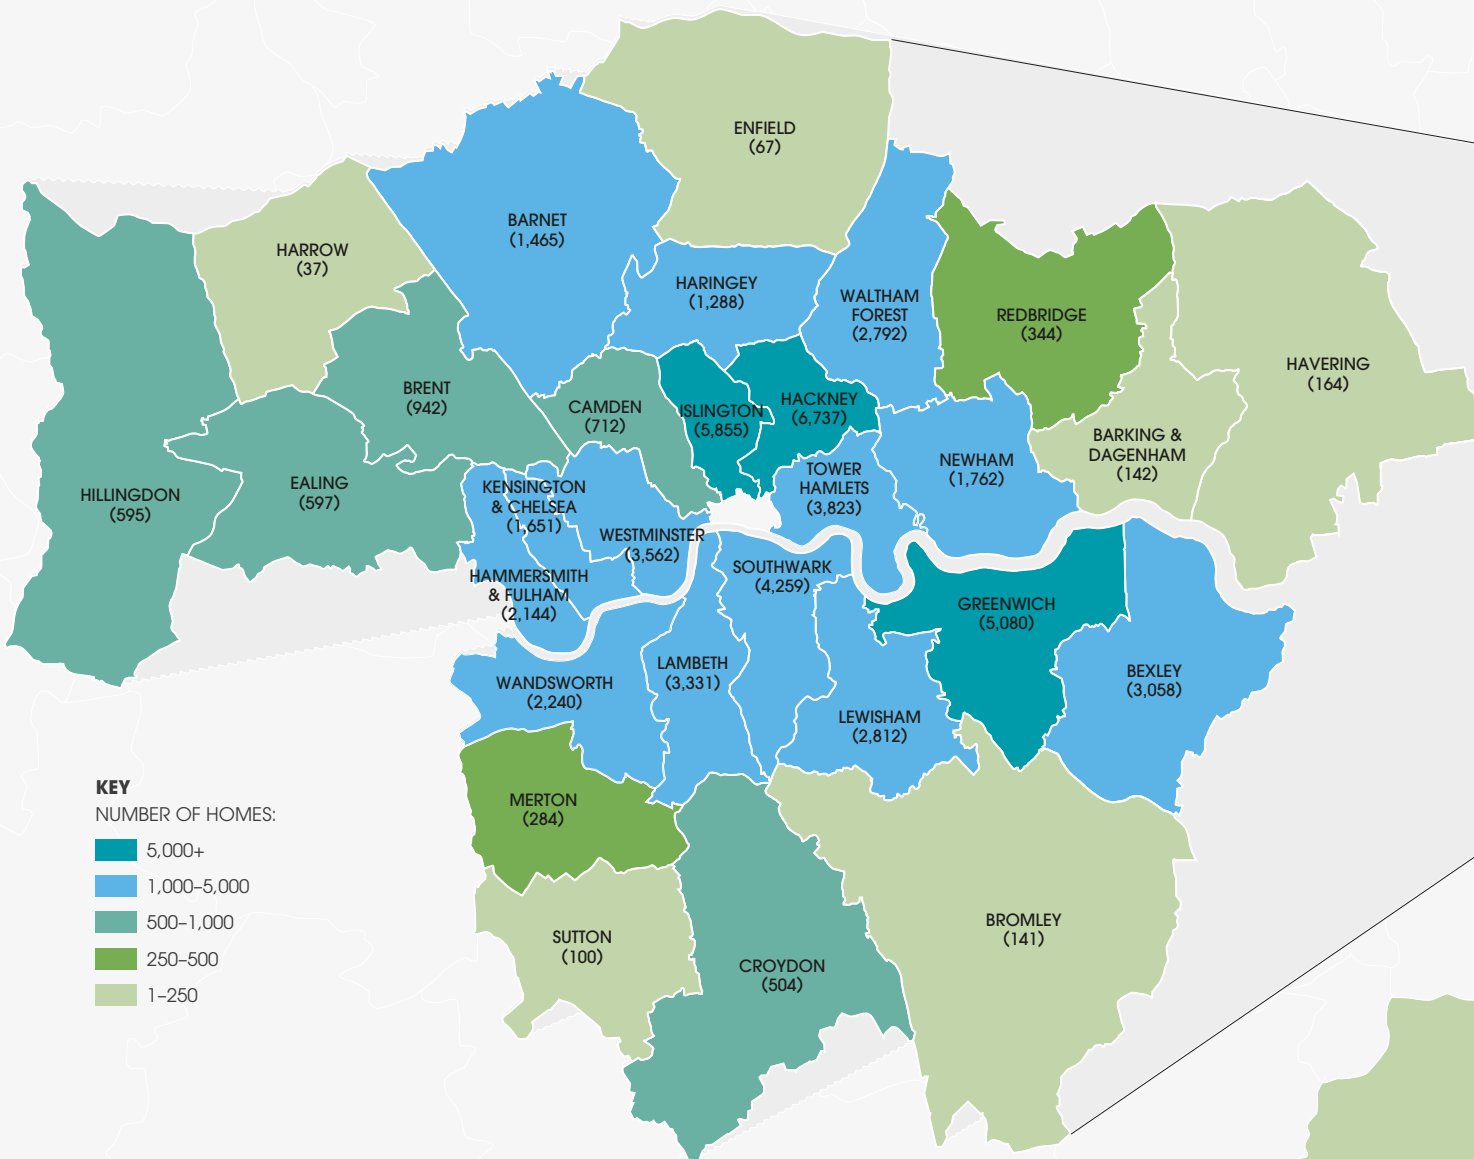 ENFIELD
(67)
BARNET
(1,465)
HARROW
(37)
HARINGEY
(1,288)
WALTHAM
FOREST
(2,792)
REDBRIDGE
(344)
HAVERING
(164)
BRENT
(942)
CAMDEN
(712)
ISLINGTON
(5,855)
HACKNEY
(6,737)
BARKING &
DAGENHAM
(142)
HILLINGDON
(595)
EALING
(597)
KENSINGTON
& CHELSEA
(1,651)
TOWER
HAMLETS
(3,823)
NEWHAM
(1,762)
WESTMINSTER
(3,562)
HAMMERSMITH
& FULHAM
(2,144)
SOUTHWARK
(4,259)
GREENWICH
(5,080)
WANDSWORTH
(2,240)
LAMBETH
(3,331)
LEWISHAM
(2,812)
BEXLEY
(3,058)
MERTON
(284)
SUTTON
(100)
CROYDON
(504)
BROMLEY
(141)
KEY
NUMBER OF HOMES:
5,000+
1,000–5,000
500–1,000
250–500
1–250